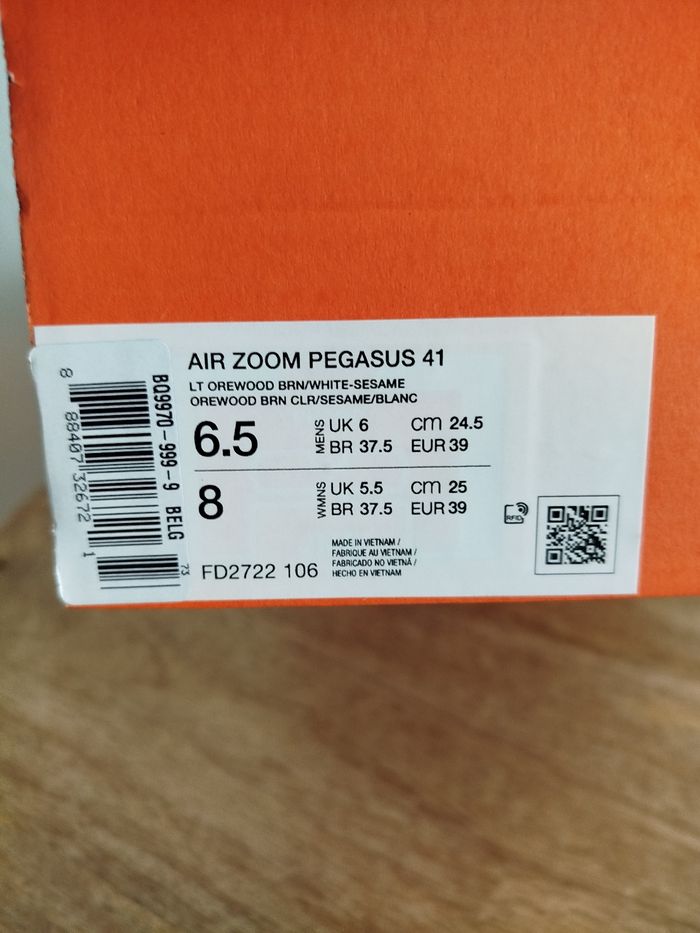 AIR ZOOM PEGASUS 41
LT OREWOOD BRN/WHITE-SESAME
OREWOOD BRN CLR/SESAME/BLANC
6.5 MENS UK 6 cm 24.5
BR 37.5 EUR 39
8 WMNS UK 5.5 cm 25
BR 37.5 EUR 39
MADE IN VIETNAM /
FABRIQUE AU VIETNAM /
FABRICADO NO VIETNÃ /
HECHO EN VIETNAM
FD2722 106
RFID
BQ9970-999-9 BELG
8 88407 32672 1
73